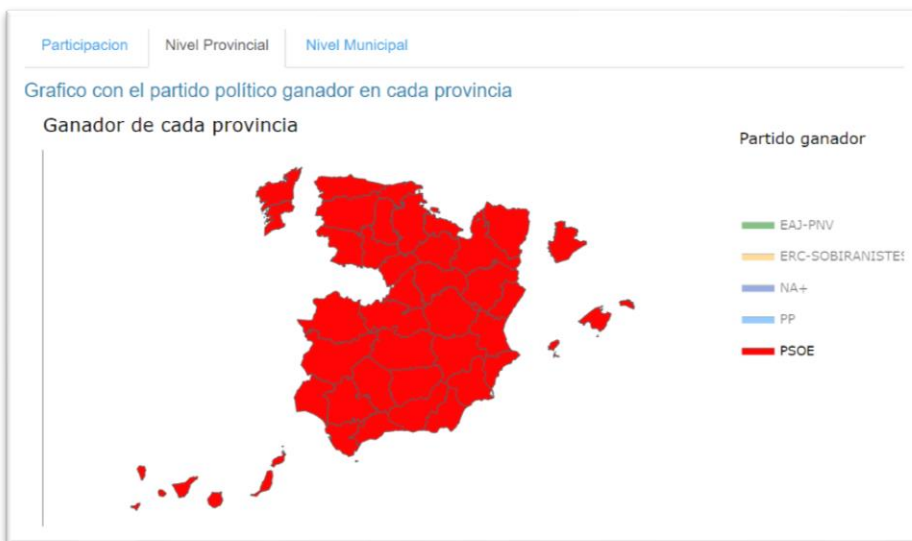 Participacion
Nivel Provincial
Nivel Municipal
Grafico con el partido político ganador en cada provincia
Ganador de cada provincia
Partido ganador
EAJ-PNV
ERC-SOBIRANISTES
NA+
PP
PSOE